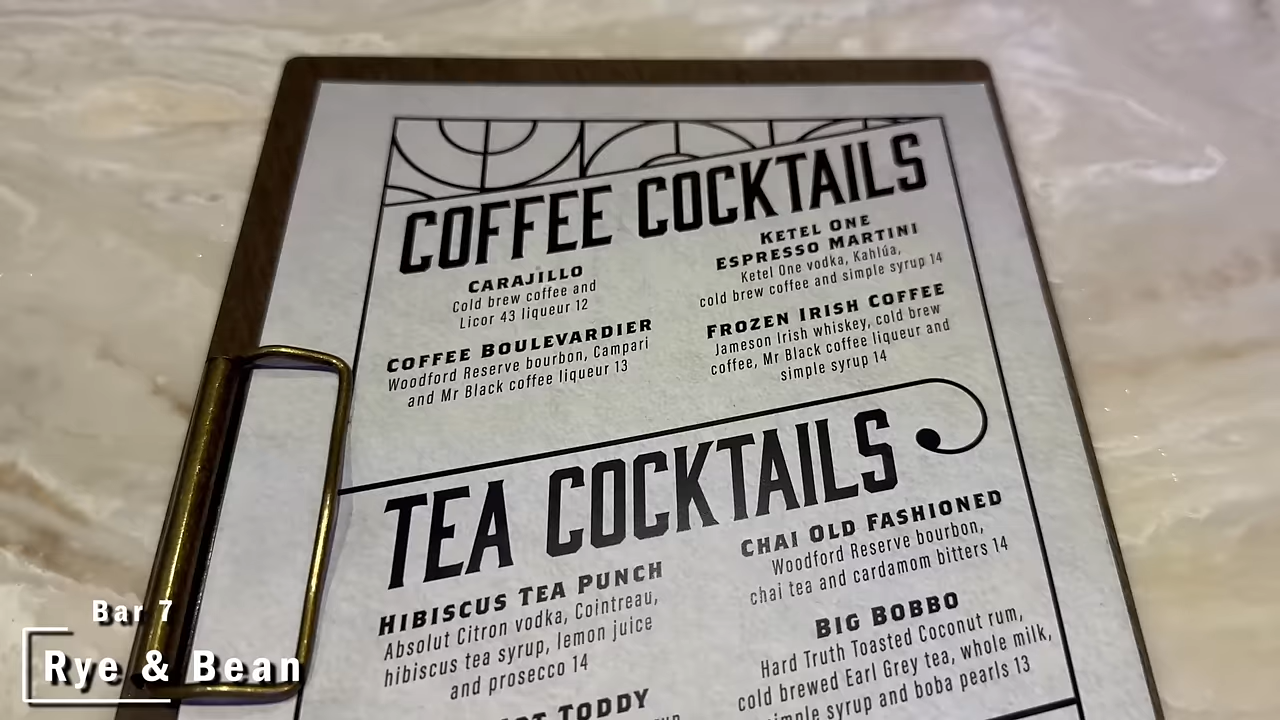 COFFEE COCKTAILS
CARAJILLO
Cold brew coffee and
Licor 43 liqueur 12
COFFEE BOULEVARDIER
Woodford Reserve bourbon, Campari
and Mr Black coffee liqueur 13
KETEL ONE
ESPRESSO MARTINI
Ketel One vodka, Kahlúa,
cold brew coffee and simple syrup 14
FROZEN IRISH COFFEE
Jameson Irish whiskey, cold brew
coffee, Mr Black coffee liqueur and
simple syrup 14
TEA COCKTAILS
HIBISCUS TEA PUNCH
Absolut Citron vodka, Cointreau,
hibiscus tea syrup, lemon juice
and prosecco 14
TODDY
CHAI OLD FASHIONED
Woodford Reserve bourbon,
chai tea and cardamom bitters 14
BIG BOBBO
Hard Truth Toasted Coconut rum,
cold brewed Earl Grey tea, whole milk,
simple syrup and boba pearls 13
Bar 7
Rye & Bean